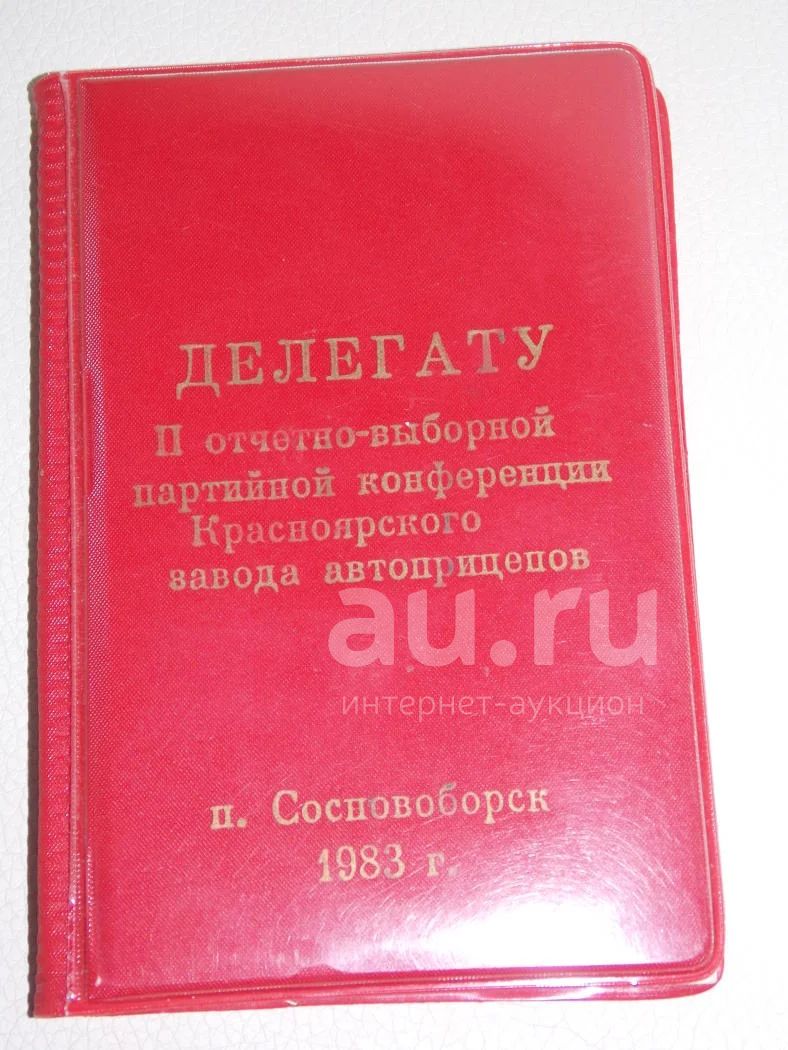 ДЕЛЕГАТУ
II отчетно-выборной
партийной конференции
Красноярского
завода автоприцепов
au.ru
интернет-аукцион
п. Сосновоборск
1983 г.